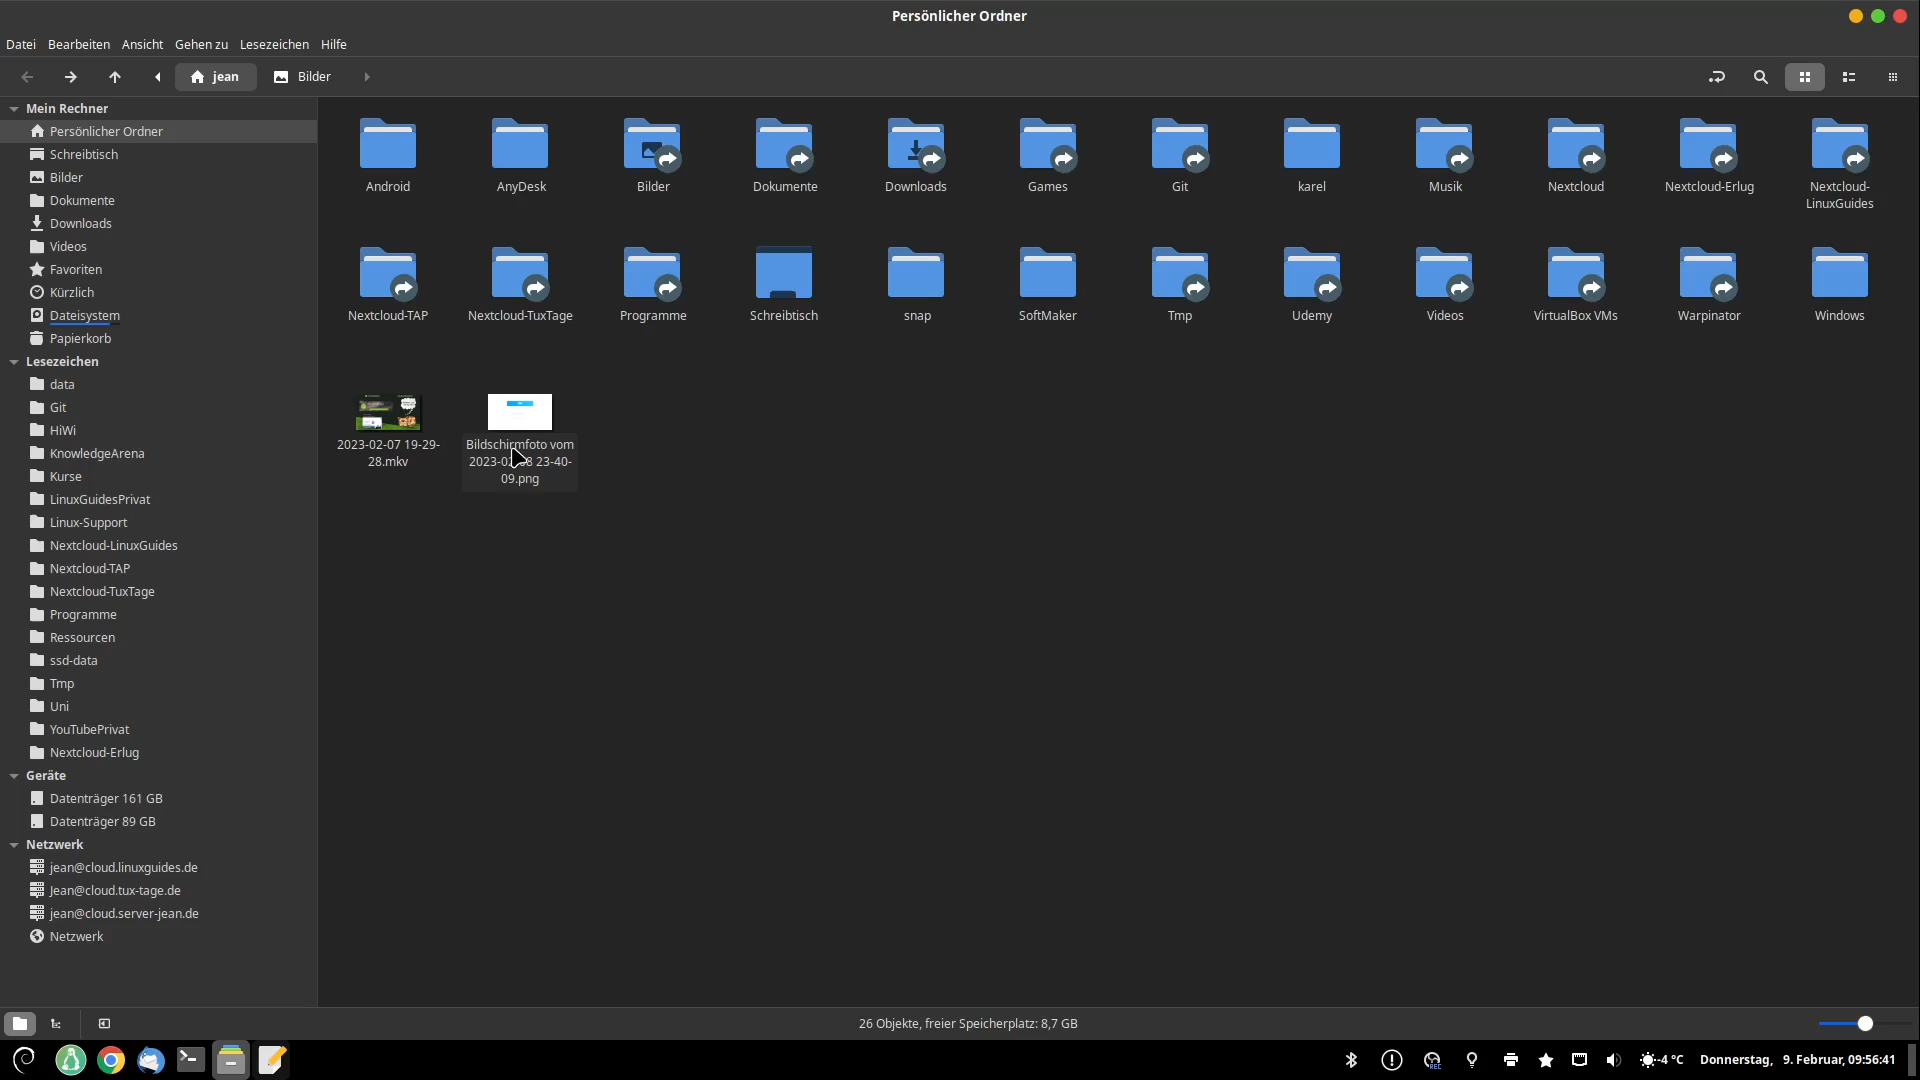 Persönlicher Ordner
Datei Bearbeiten Ansicht Gehen zu Lesezeichen Hilfe
jean Bilder
Mein Rechner
Persönlicher Ordner
Schreibtisch
Bilder
Dokumente
Downloads
Videos
Favoriten
Kürzlich
Dateisystem
Papierkorb
Lesezeichen
data
Git
HiWi
KnowledgeArena
Kurse
LinuxGuidesPrivat
Linux-Support
Nextcloud-LinuxGuides
Nextcloud-TAP
Nextcloud-TuxTage
Programme
Ressourcen
ssd-data
Tmp
Uni
YouTubePrivat
Nextcloud-Erlug
Geräte
Datenträger 161 GB
Datenträger 89 GB
Netzwerk
jean@cloud.linuxguides.de
Jean@cloud.tux-tage.de
jean@cloud.server-jean.de
Netzwerk
Android AnyDesk Bilder Dokumente Downloads Games Git karel Musik Nextcloud Nextcloud-Erlug Nextcloud-
LinuxGuides
Nextcloud-TAP Nextcloud-TuxTage Programme Schreibtisch snap SoftMaker Tmp Udemy Videos VirtualBox VMs Warpinator Windows
2023-02-07 19-29-
28.mkv
Bildschirmfoto vom
2023-02-08 23-40-
09.png
26 Objekte, freier Speicherplatz: 8,7 GB
REC
-4 °C Donnerstag, 9. Februar, 09:56:41